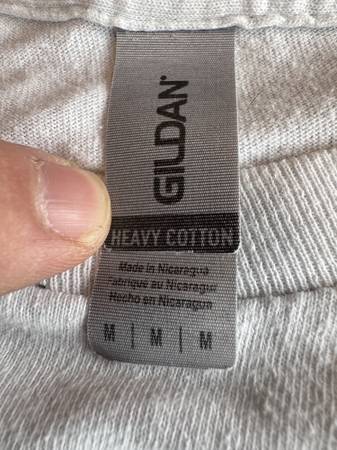 GILDAN
HEAVY COTTON
Made in Nicaragua
Fabriqué au Nicaragua
Hecho en Nicaragua
M | M | M